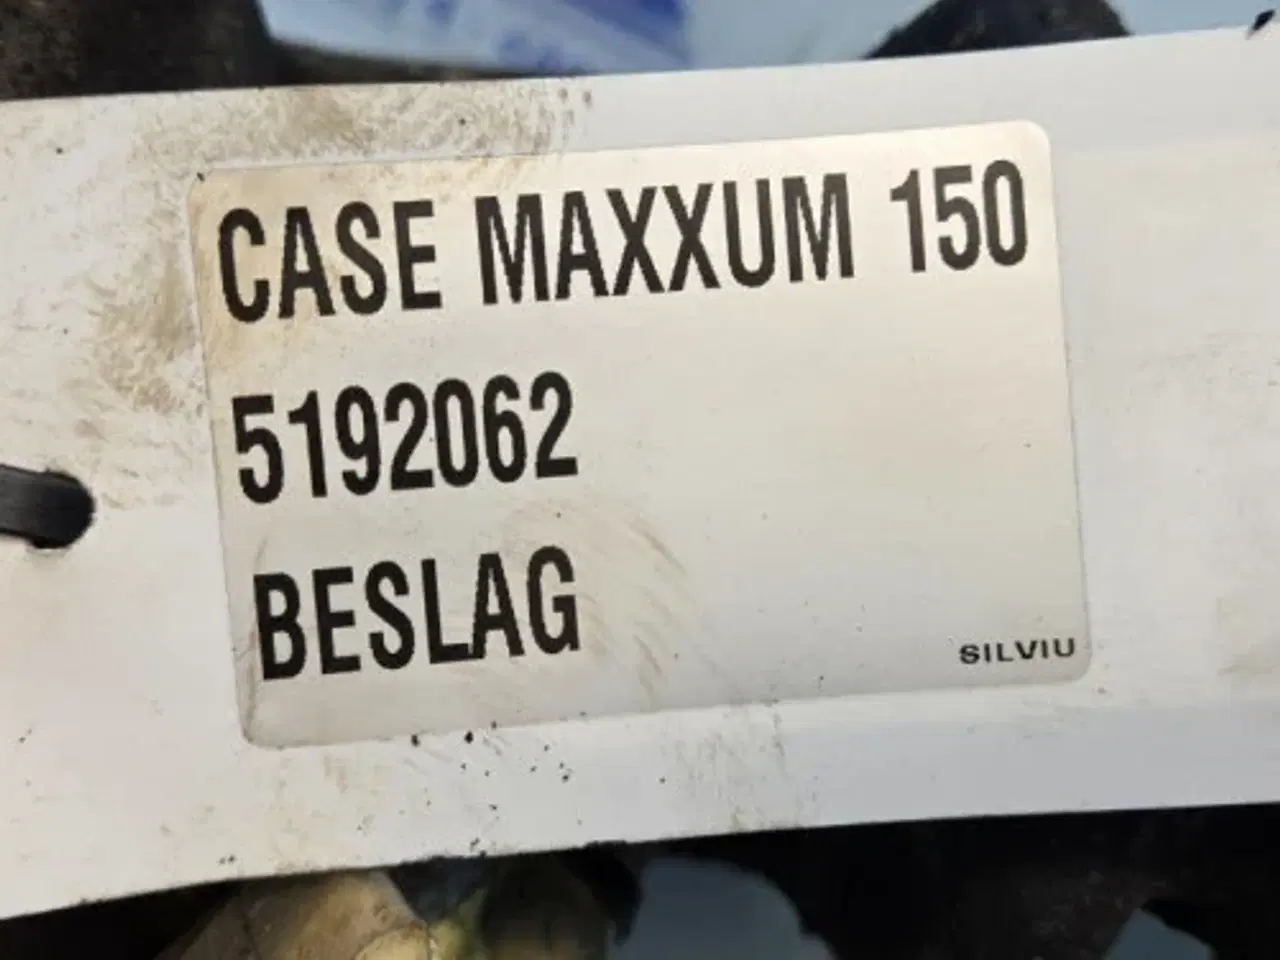 CASE MAXXUM 150
5192062
BESLAG
SILVIU